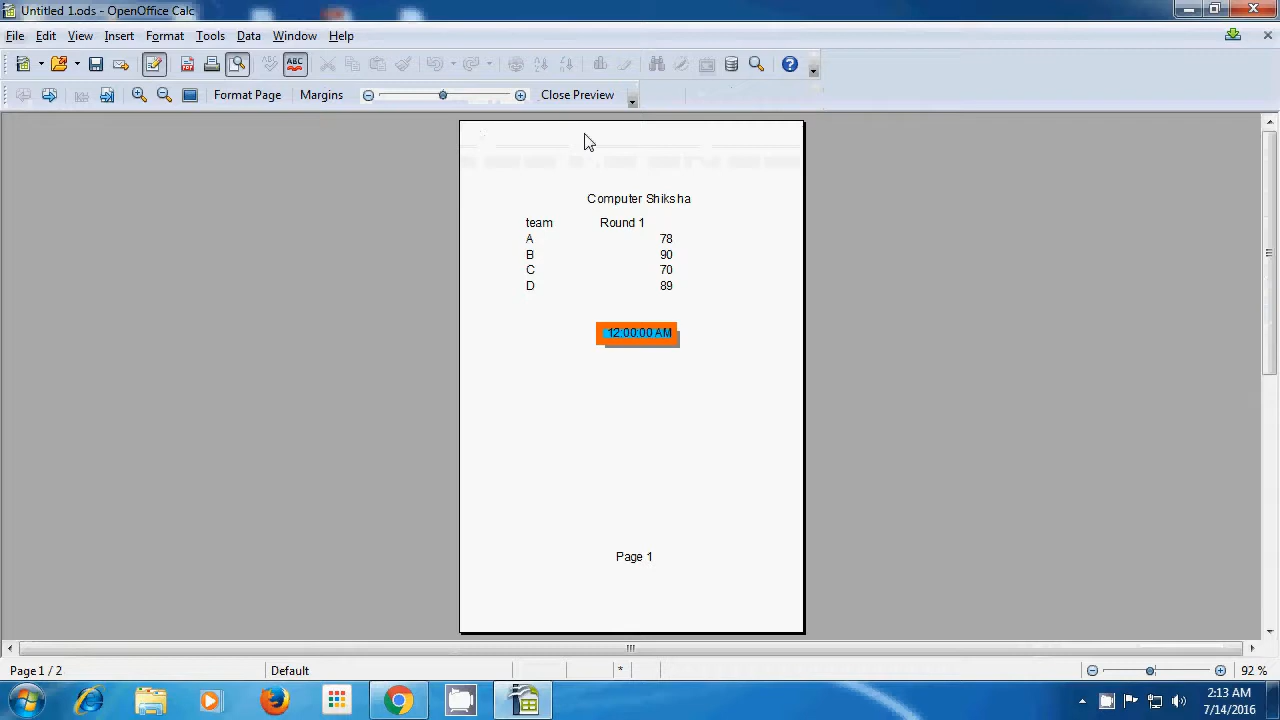 Untitled 1.ods - OpenOffice Calc
File Edit View Insert Format Tools Data Window Help
ABC
Format Page Margins Close Preview
Computer Shiksha
team Round 1
A 78
B 90
C 70
D 89
12:00:00 AM
Page 1
Page 1 / 2 Default * 92 %
2:13 AM
7/14/2016